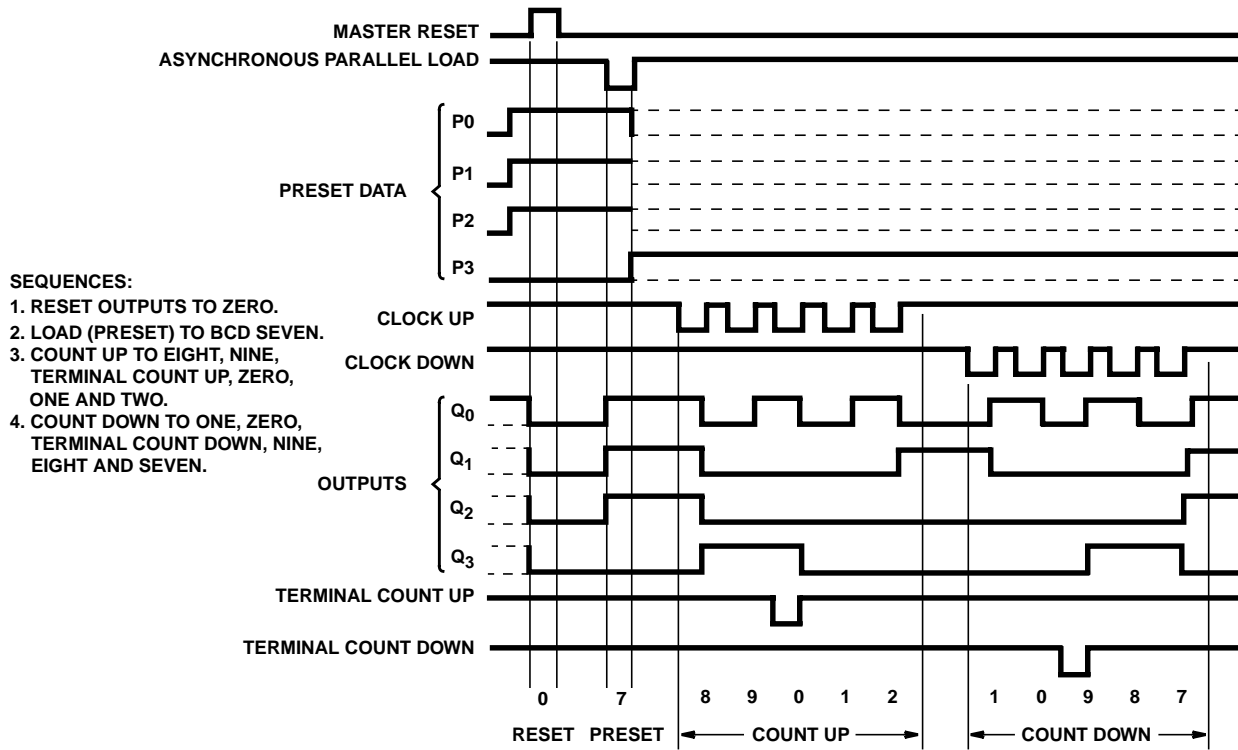 MASTER RESET
ASYNCHRONOUS PARALLEL LOAD
P0
P1
PRESET DATA
P2
P3
SEQUENCES:
1. RESET OUTPUTS TO ZERO.
2. LOAD (PRESET) TO BCD SEVEN.
3. COUNT UP TO EIGHT, NINE,
TERMINAL COUNT UP, ZERO,
ONE AND TWO.
4. COUNT DOWN TO ONE, ZERO,
TERMINAL COUNT DOWN, NINE,
EIGHT AND SEVEN.
CLOCK UP
CLOCK DOWN
Q0
Q1
OUTPUTS
Q2
Q3
TERMINAL COUNT UP
TERMINAL COUNT DOWN
0 7 8 9 0 1 2 1 0 9 8 7
RESET PRESET COUNT UP COUNT DOWN